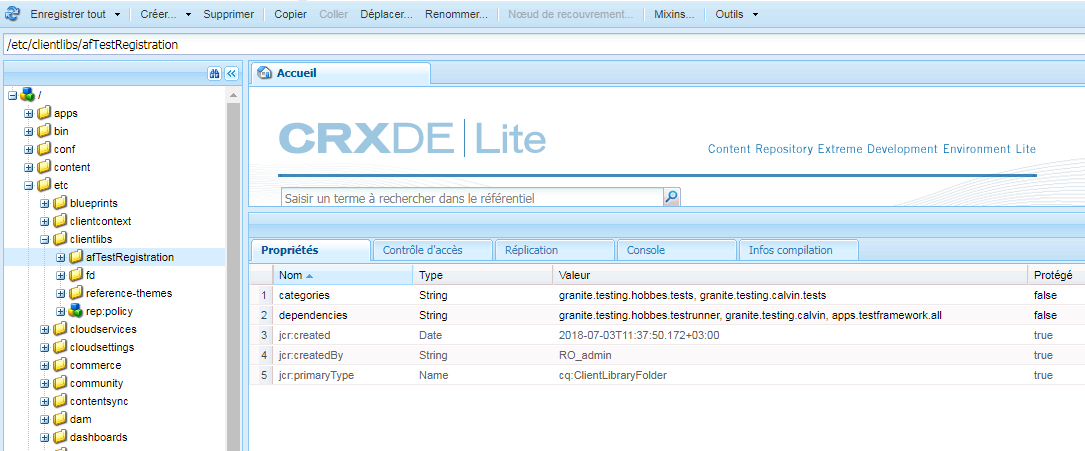 Enregistrer tout Créer... Supprimer Copier Coller Déplacer... Renommer... Nœud de recouvrement... Mixins... Outils
/etc/clientlibs/afTestRegistration
Accueil
/
apps
bin
conf
content
etc
blueprints
clientcontext
clientlibs
afTestRegistration
fd
reference-themes
rep:policy
cloudservices
cloudsettings
commerce
community
contentsync
dam
dashboards
CRXDE Lite
Content Repository Extreme Development Environment Lite
Saisir un terme à rechercher dans le référentiel
Propriétés Contrôle d'accès Réplication Console Infos compilation
Nom Type Valeur Protégé
1 categories String granite.testing.hobbes.tests, granite.testing.calvin.tests false
2 dependencies String granite.testing.hobbes.testrunner, granite.testing.calvin, apps.testframework.all false
3 jcr:created Date 2018-07-03T11:37:50.172+03:00 true
4 jcr:createdBy String RO_admin true
5 jcr:primaryType Name cq:ClientLibraryFolder true